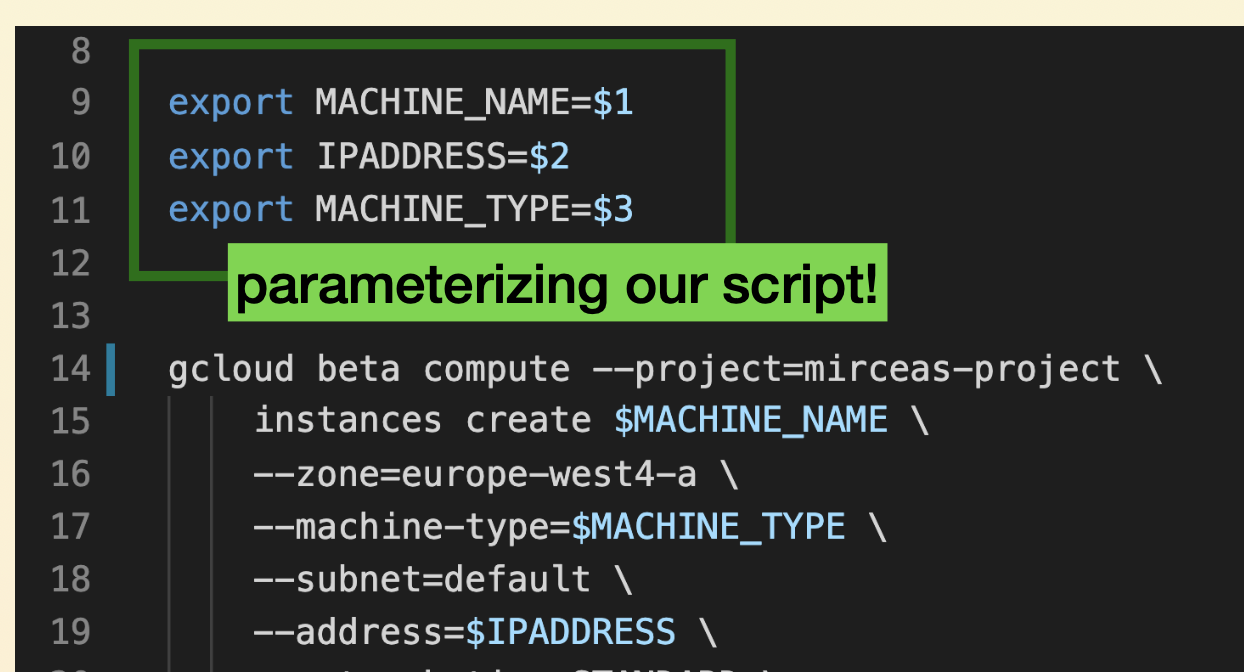 8
9 export MACHINE_NAME=$1
10 export IPADDRESS=$2
11 export MACHINE_TYPE=$3
12
parameterizing our script!
13
14 gcloud beta compute --project=mirceas-project \
15 instances create $MACHINE_NAME \
16 --zone=europe-west4-a \
17 --machine-type=$MACHINE_TYPE \
18 --subnet=default \
19 --address=$IPADDRESS \